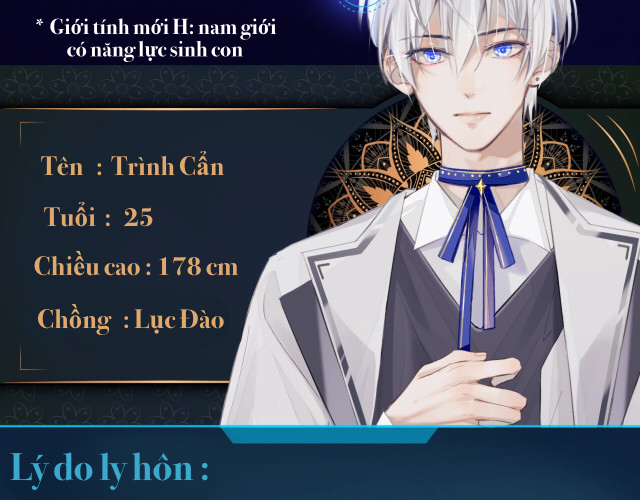 * Giới tính mới H: nam giới
có năng lực sinh con
Tên : Trình Cẩn
Tuổi : 25
Chiều cao : 178 cm
Chồng : Lục Đào
Lý do ly hôn :